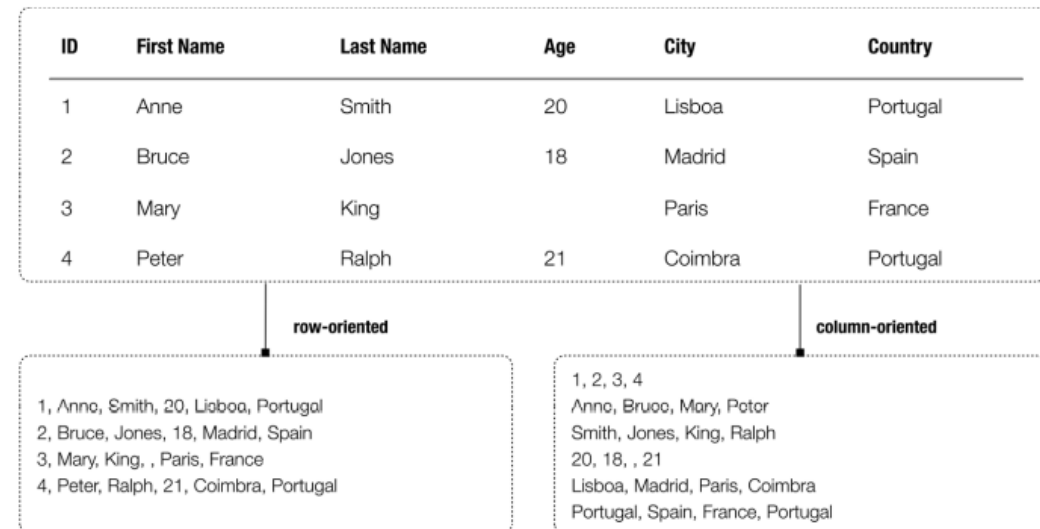 ID First Name Last Name Age City Country
1 Anne Smith 20 Lisboa Portugal
2 Bruce Jones 18 Madrid Spain
3 Mary King Paris France
4 Peter Ralph 21 Coimbra Portugal
row-oriented column-oriented
1, Anne, Smith, 20, Lisboa, Portugal
2, Bruce, Jones, 18, Madrid, Spain
3, Mary, King, , Paris, France
4, Peter, Ralph, 21, Coimbra, Portugal
1, 2, 3, 4
Anne, Bruce, Mary, Peter
Smith, Jones, King, Ralph
20, 18, , 21
Lisboa, Madrid, Paris, Coimbra
Portugal, Spain, France, Portugal